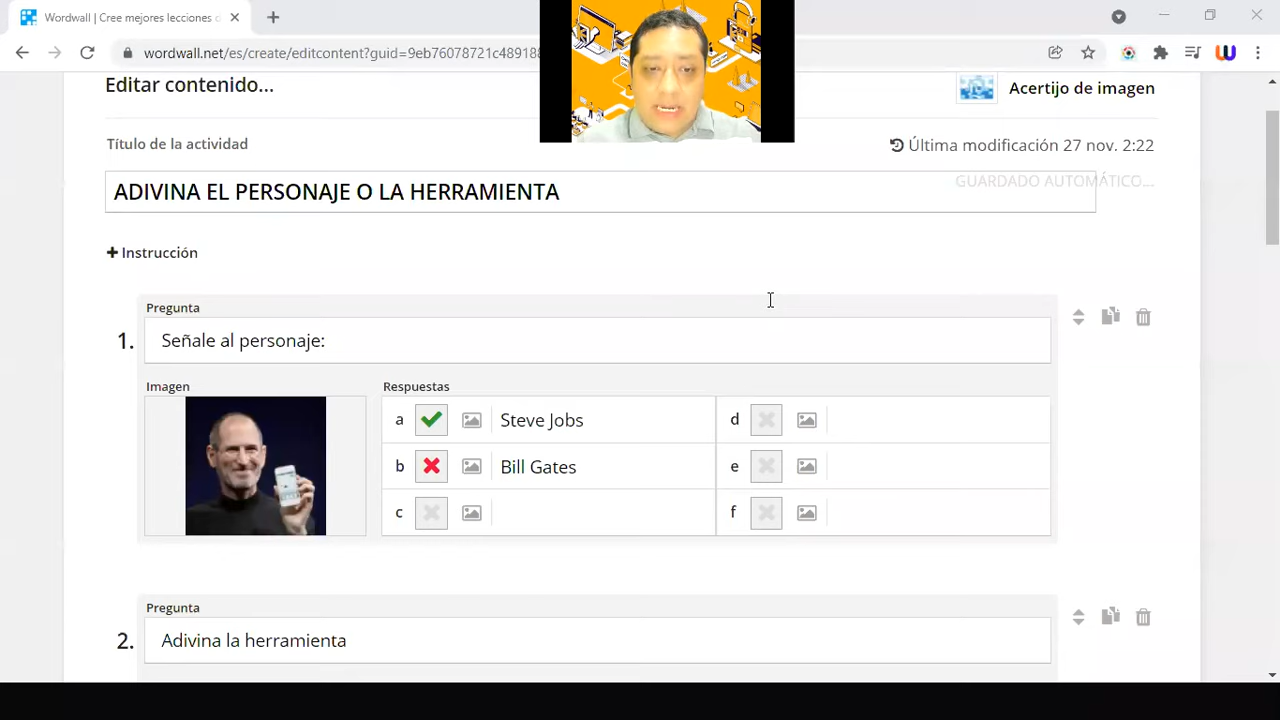 Wordwall | Cree mejores lecciones d
wordwall.net/es/create/editcontent?guid=9eb76078721c489188
Editar contenido...
Acertijo de imagen
Título de la actividad
Última modificación 27 nov. 2:22
GUARDADO AUTOMÁTICO...
ADIVINA EL PERSONAJE O LA HERRAMIENTA
+ Instrucción
Pregunta
1. Señale al personaje:
Imagen
Respuestas
a Steve Jobs
d
b Bill Gates
e
c
f
Pregunta
2. Adivina la herramienta